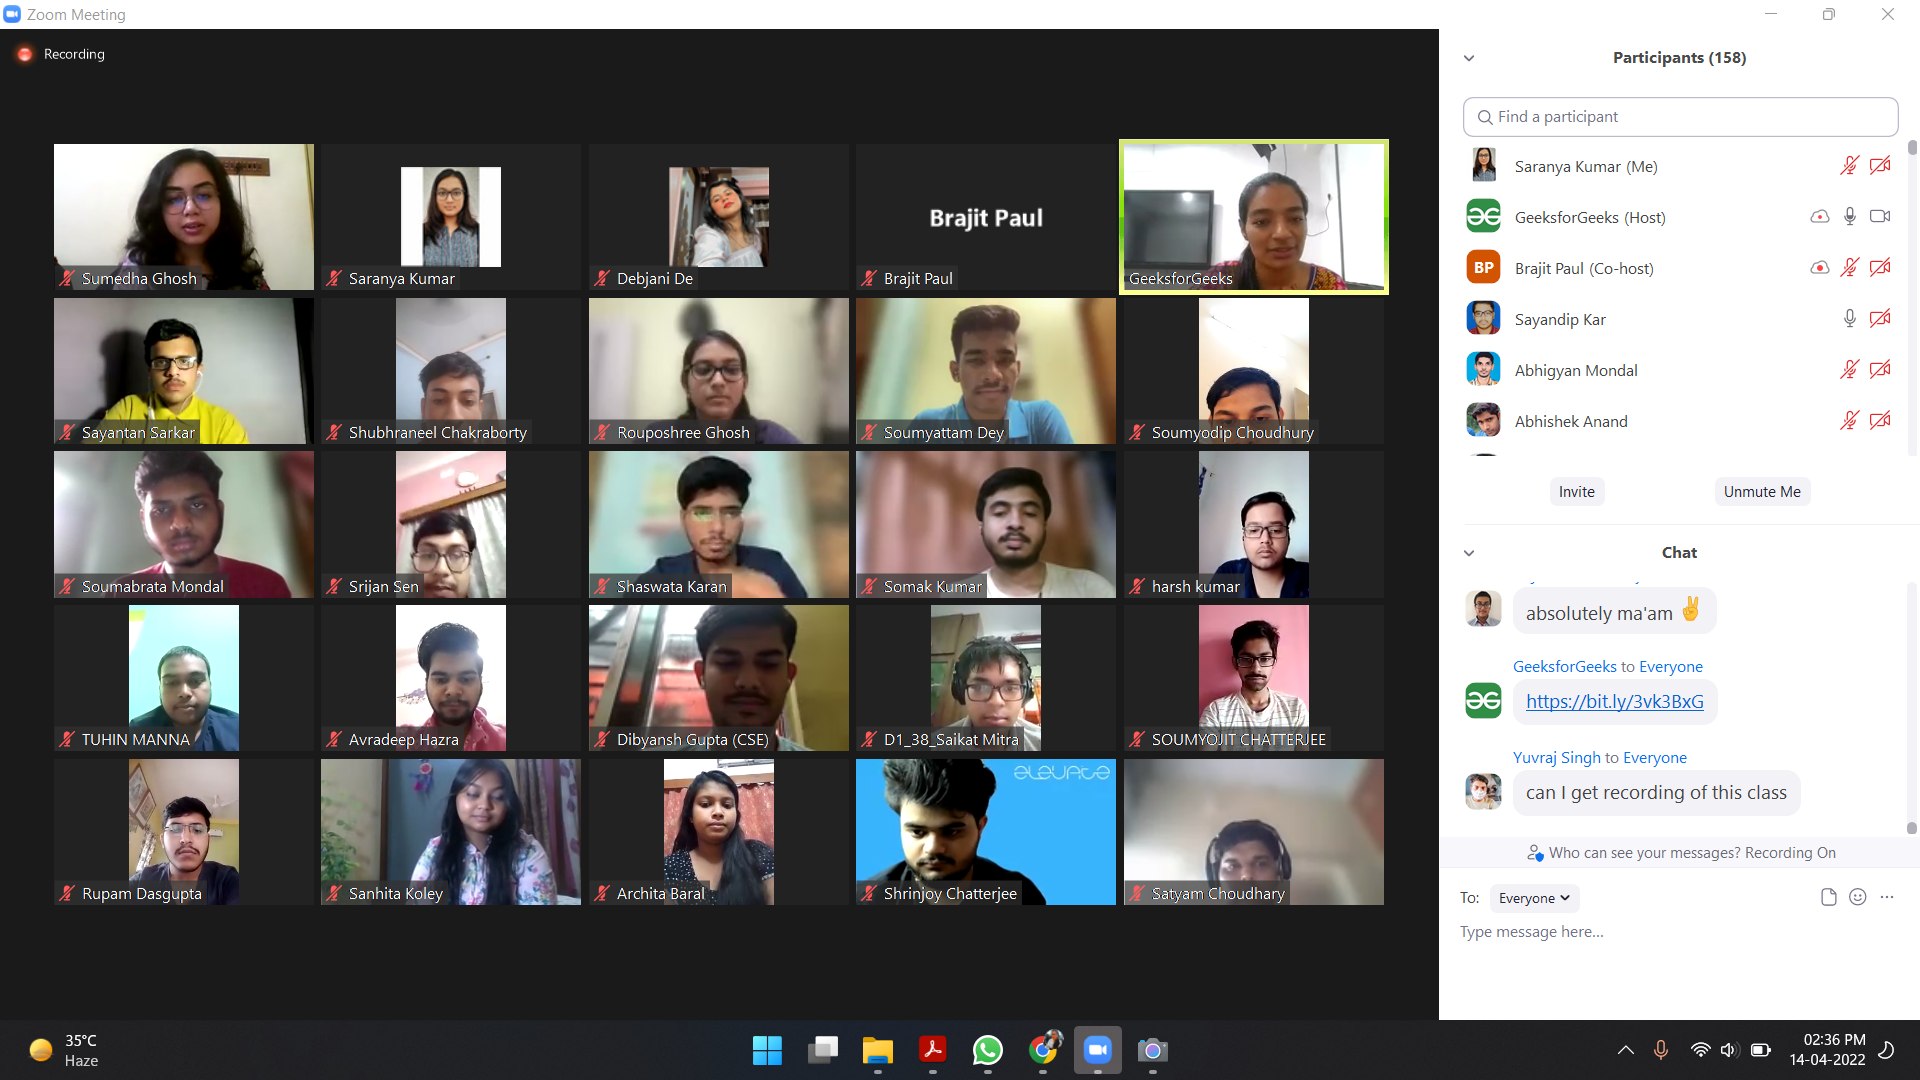 Zoom Meeting
Recording
Sumedha Ghosh
Saranya Kumar
Debjani De
Brajit Paul
Brajit Paul
GeeksforGeeks
Sayantan Sarkar
Shubhraneel Chakraborty
Rouposhree Ghosh
Soumyattam Dey
Soumyodip Choudhury
Soumabrata Mondal
Srijan Sen
Shaswata Karan
Somak Kumar
harsh kumar
TUHIN MANNA
Avradeep Hazra
Dibyansh Gupta (CSE)
D1_38_Saikat Mitra
SOUMYOJIT CHATTERJEE
Rupam Dasgupta
Sanhita Koley
Archita Baral
elevate
Shrinjoy Chatterjee
Satyam Choudhary
Participants (158)
Find a participant
Saranya Kumar (Me)
GeeksforGeeks (Host)
BP
Brajit Paul (Co-host)
Sayandip Kar
Abhigyan Mondal
Abhishek Anand
Invite
Unmute Me
Chat
absolutely ma'am ✌
GeeksforGeeks to Everyone
https://bit.ly/3vk3BxG
Yuvraj Singh to Everyone
can I get recording of this class
Who can see your messages? Recording On
To: Everyone
Type message here...
35°C
Haze
02:36 PM
14-04-2022